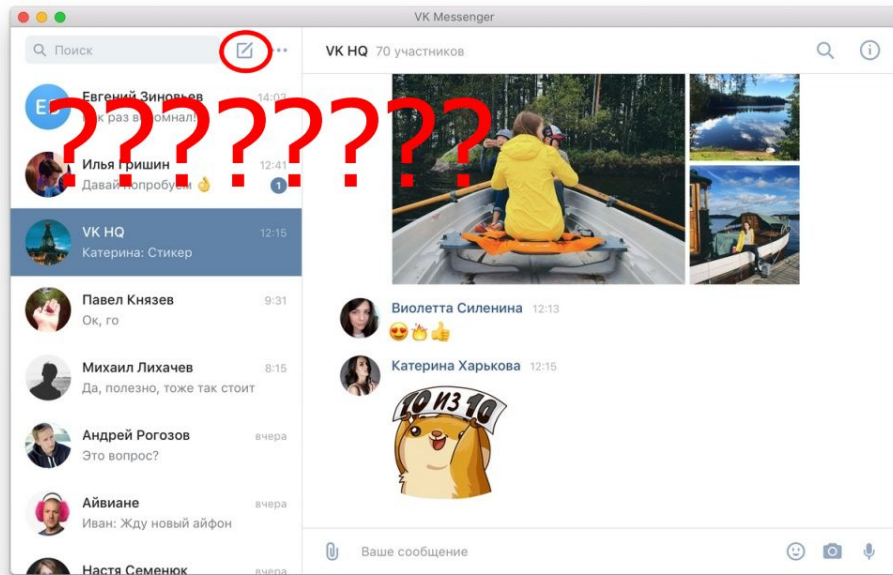 VK Messenger
Поиск
VK HQ 70 участников
Евгений Зиновьев 14:03
раз
????????
Илья Гришин 12:41
Давай попробуем 👌 1
VK HQ 12:15
Катерина: Стикер
Павел Князев 9:31
Ок, го
Михаил Лихачев 8:15
Да, полезно, тоже так стоит
Андрей Рогозов вчера
Это вопрос?
Айвиане вчера
Иван: Жду новый айфон
Настя Семенюк вчера
Виолетта Силенина 12:13
😍🔥👍
Катерина Харькова 12:15
10 ИЗ 10
Ваше сообщение